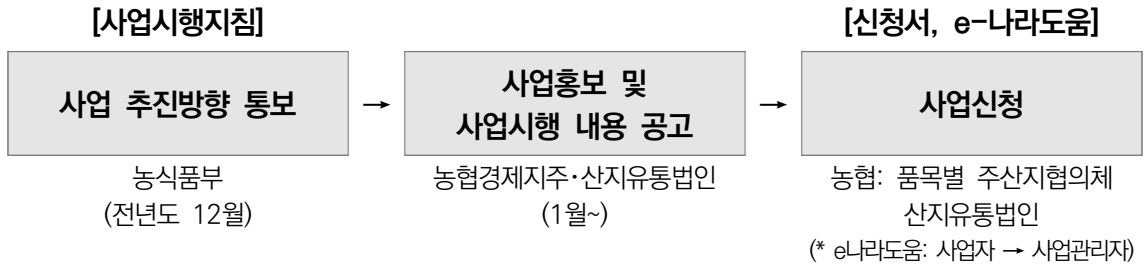 [사업시행지침]
사업 추진방향 통보
농식품부
(전년도 12월)
→
사업홍보 및
사업시행 내용 공고
농협경제지주·산지유통법인
(1월~)
→
[신청서, e-나라도움]
사업신청
농협: 품목별 주산지협의체
산지유통법인
(* e나라도움: 사업자 → 사업관리자)